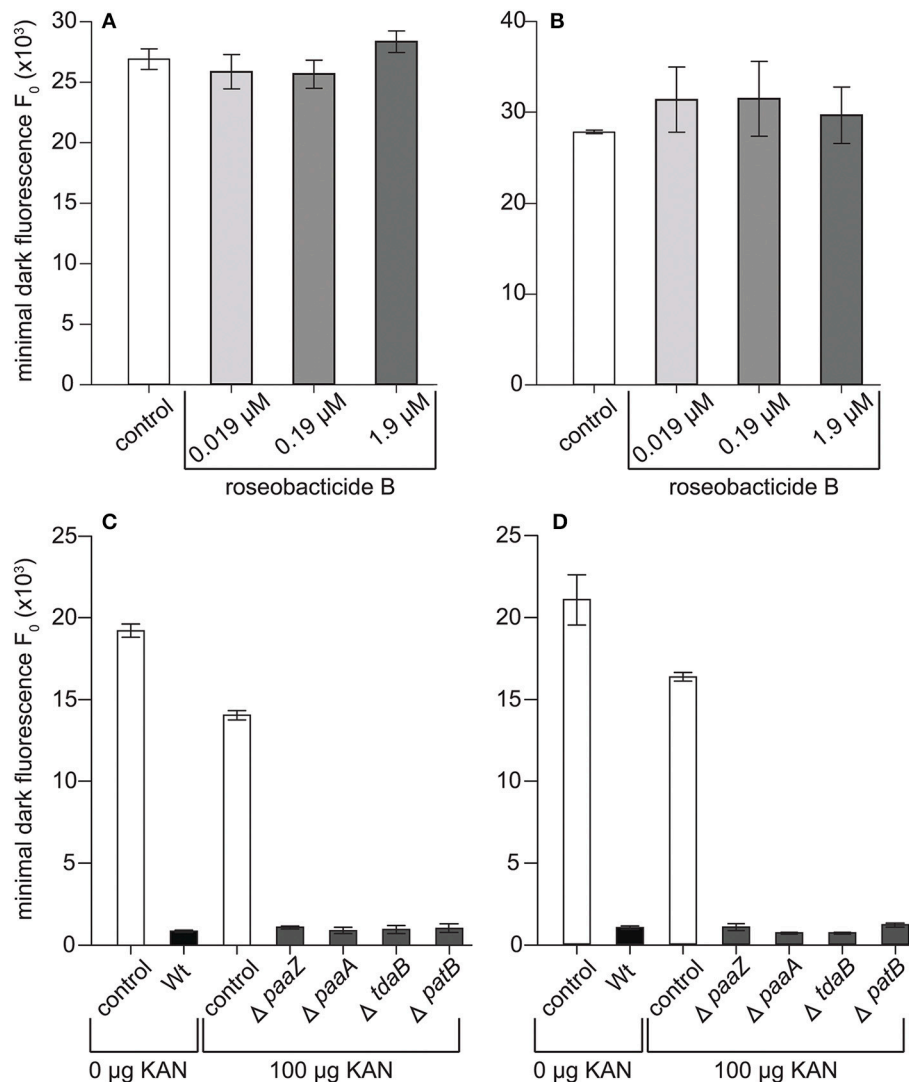 A
minimal dark fluorescence F₀ (x10³)
30
25
20
15
10
5
0
control
0.019 µM
0.19 µM
1.9 µM
roseobacticide B
B
40
30
20
10
0
control
0.019 µM
0.19 µM
1.9 µM
roseobacticide B
C
minimal dark fluorescence F₀ (x10³)
25
20
15
10
5
0
control
Wt
control
Δ paaZ
Δ paaA
Δ tdaB
Δ patB
0 µg KAN
100 µg KAN
D
25
20
15
10
5
0
control
Wt
control
Δ paaZ
Δ paaA
Δ tdaB
Δ patB
0 µg KAN
100 µg KAN